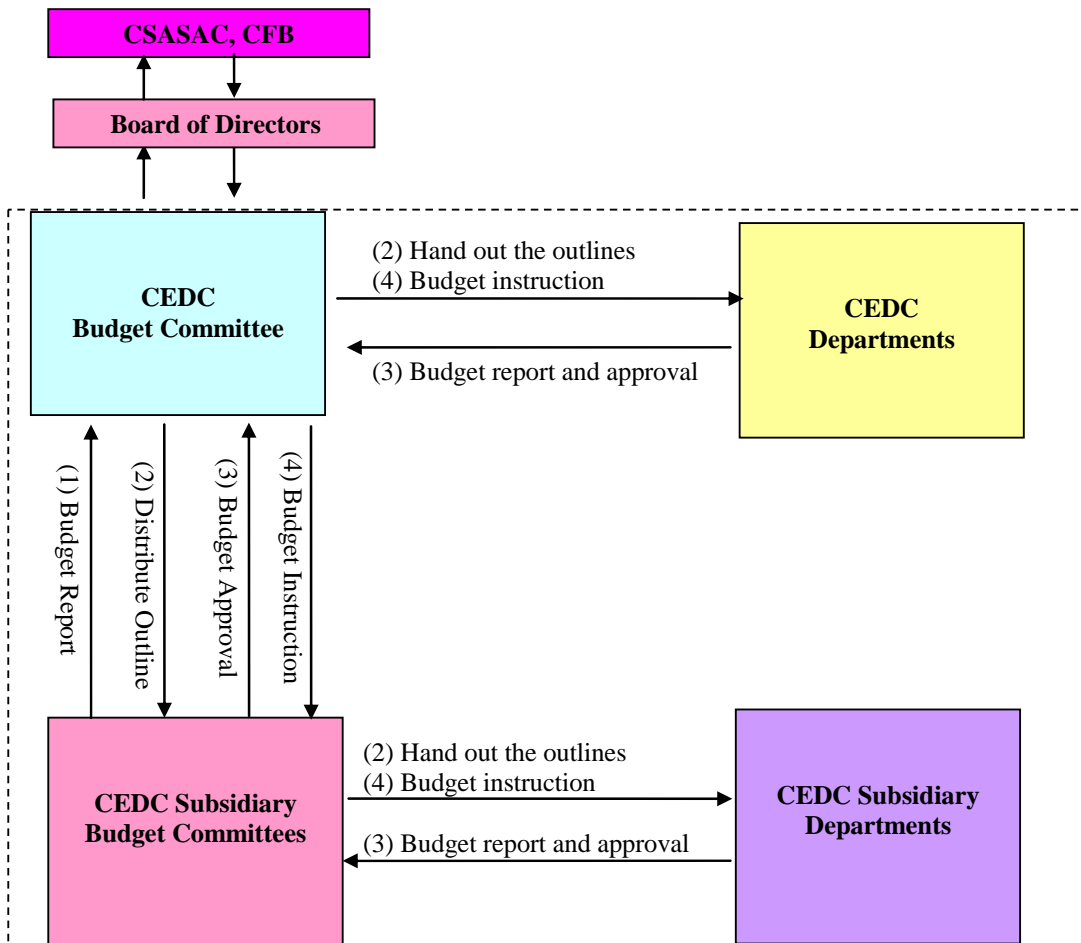 CSASAC, CFB
Board of Directors
CEDC
Budget Committee
(2) Hand out the outlines
(4) Budget instruction
(3) Budget report and approval
CEDC
Departments
(1) Budget Report
(2) Distribute Outline
(3) Budget Approval
(4) Budget Instruction
CEDC Subsidiary
Budget Committees
(2) Hand out the outlines
(4) Budget instruction
(3) Budget report and approval
CEDC Subsidiary
Departments